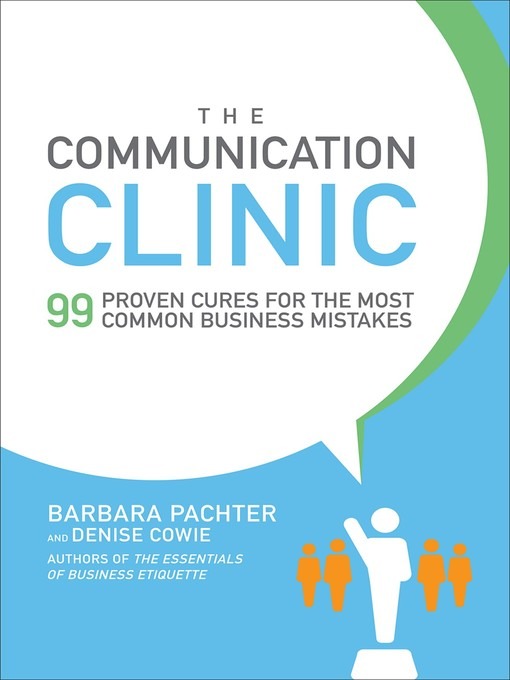 THE
COMMUNICATION
CLINIC
99 PROVEN CURES FOR THE MOST
COMMON BUSINESS MISTAKES
BARBARA PACHTER
AND DENISE COWIE
AUTHORS OF THE ESSENTIALS
OF BUSINESS ETIQUETTE